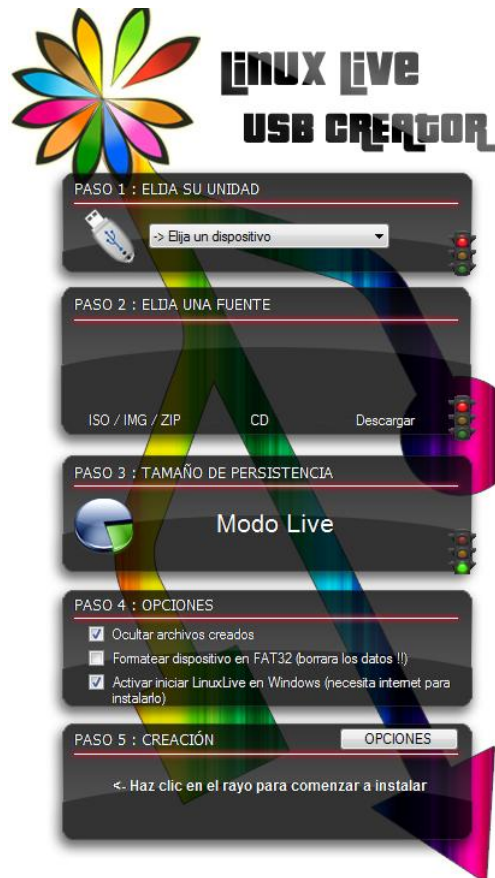 Linux Live
USB CREATOR
PASO 1 : ELIJA SU UNIDAD
-> Elija un dispositivo
PASO 2 : ELIJA UNA FUENTE
ISO / IMG / ZIP CD Descargar
PASO 3 : TAMAÑO DE PERSISTENCIA
Modo Live
PASO 4 : OPCIONES
Ocultar archivos creados
Formatear dispositivo en FAT32 (borrara los datos !!)
Activar iniciar LinuxLive en Windows (necesita internet para
instalarlo)
PASO 5 : CREACIÓN OPCIONES
<- Haz clic en el rayo para comenzar a instalar